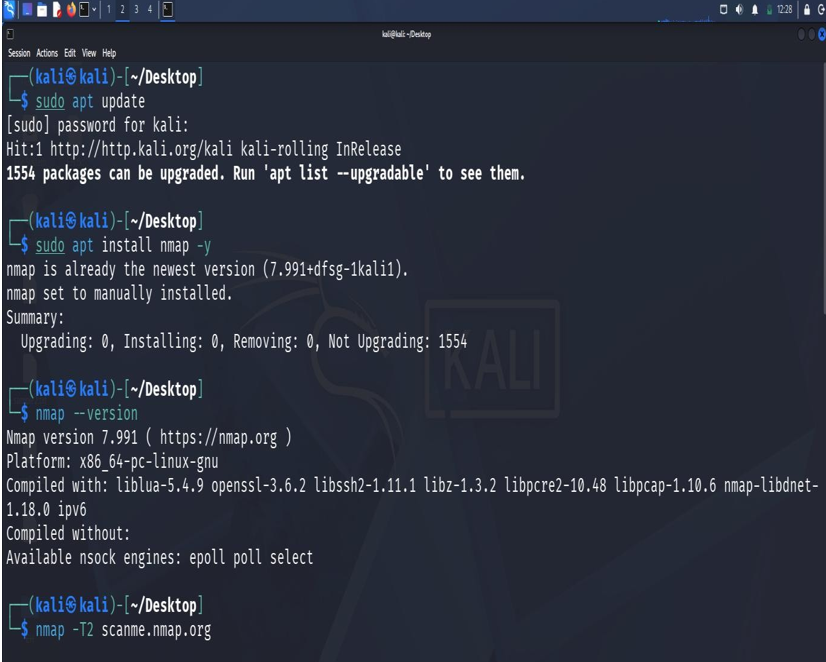 1 2 3 4
12:28
kali@kali: ~/Desktop
Session Actions Edit View Help
┌──(kali㉿kali)-[~/Desktop]
└─$ sudo apt update
[sudo] password for kali:
Hit:1 http://http.kali.org/kali kali-rolling InRelease
1554 packages can be upgraded. Run 'apt list --upgradable' to see them.
┌──(kali㉿kali)-[~/Desktop]
└─$ sudo apt install nmap -y
nmap is already the newest version (7.991+dfsg-1kali1).
nmap set to manually installed.
Summary:
  Upgrading: 0, Installing: 0, Removing: 0, Not Upgrading: 1554
┌──(kali㉿kali)-[~/Desktop]
└─$ nmap --version
Nmap version 7.991 ( https://nmap.org )
Platform: x86_64-pc-linux-gnu
Compiled with: liblua-5.4.9 openssl-3.6.2 libssh2-1.11.1 libz-1.3.2 libpcre2-10.48 libpcap-1.10.6 nmap-libdnet-
1.18.0 ipv6
Compiled without:
Available nsock engines: epoll poll select
┌──(kali㉿kali)-[~/Desktop]
└─$ nmap -T2 scanme.nmap.org
KALI